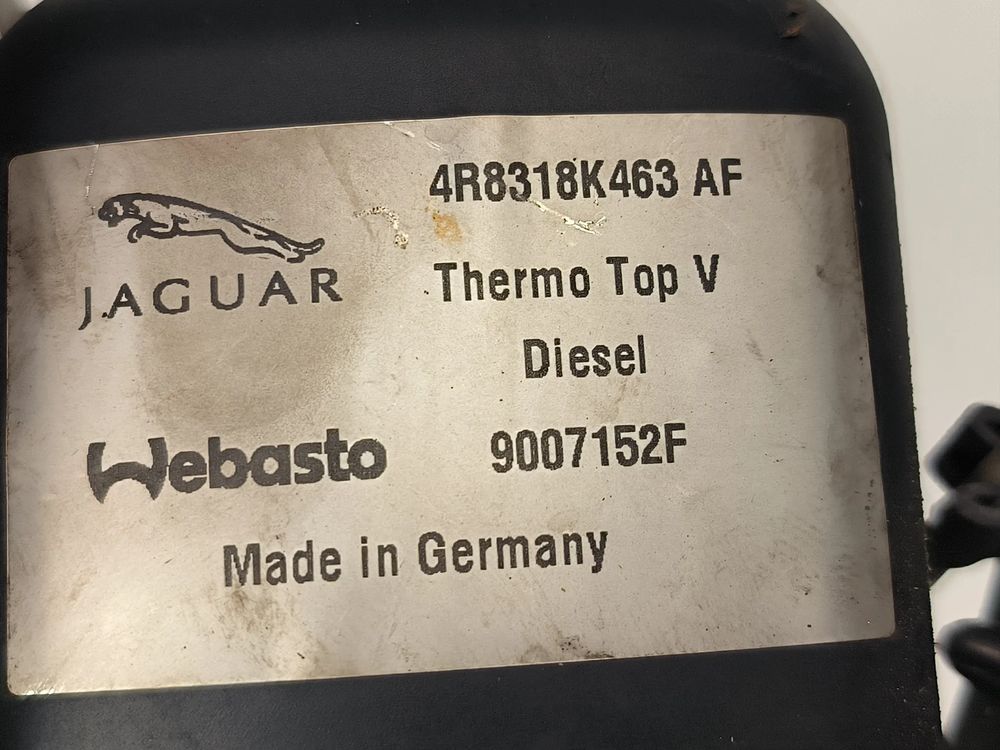 4R8318K463 AF
JAGUAR
Thermo Top V
Diesel
Webasto
9007152F
Made in Germany